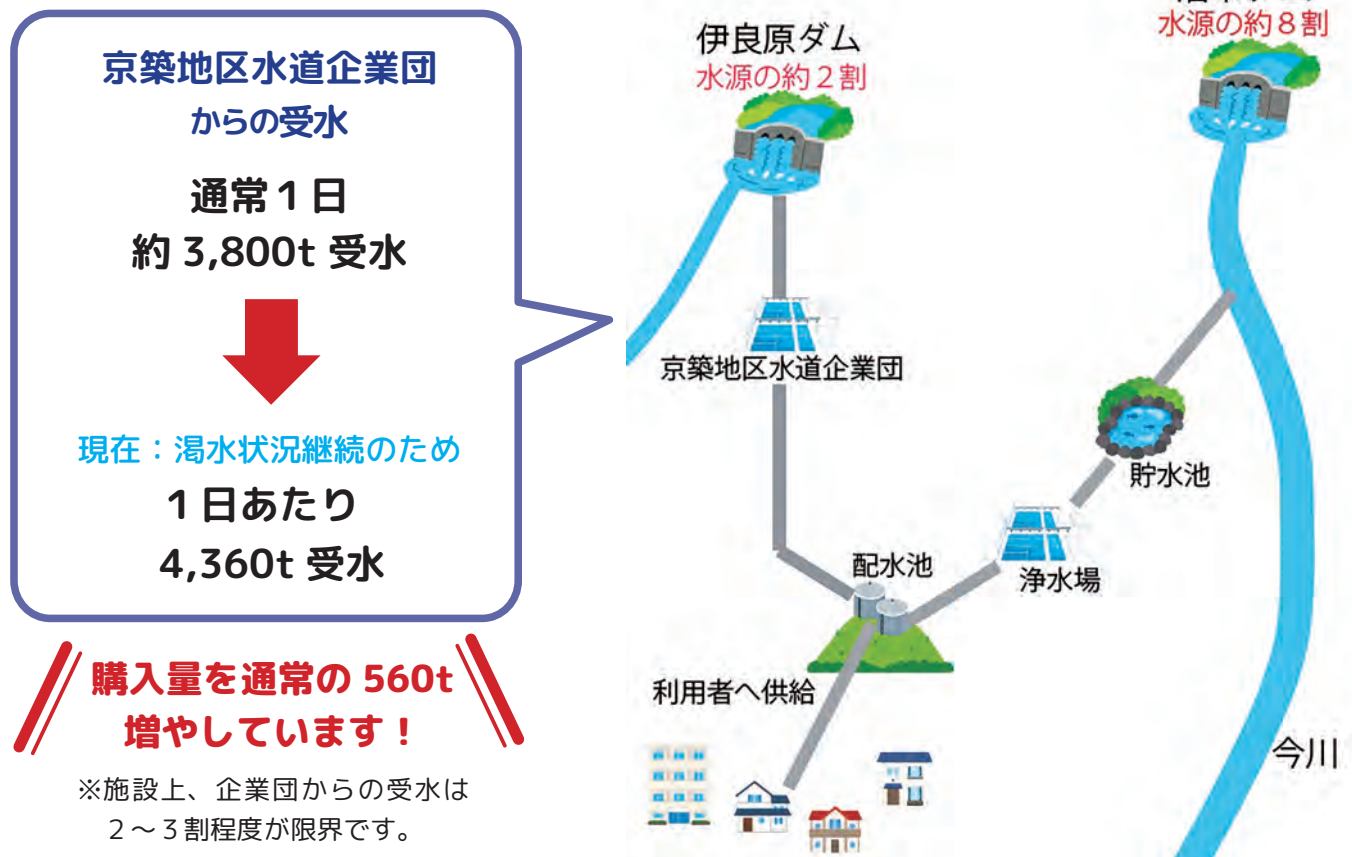 京築地区水道企業団
からの受水
通常1日
約 3,800t 受水
現在：渇水状況継続のため
1日あたり
4,360t 受水
購入量を通常の 560t
増やしています！
※施設上、企業団からの受水は
２～３割程度が限界です。
伊良原ダム
水源の約２割
水源の約８割
京築地区水道企業団
貯水池
浄水場
配水池
利用者へ供給
今川